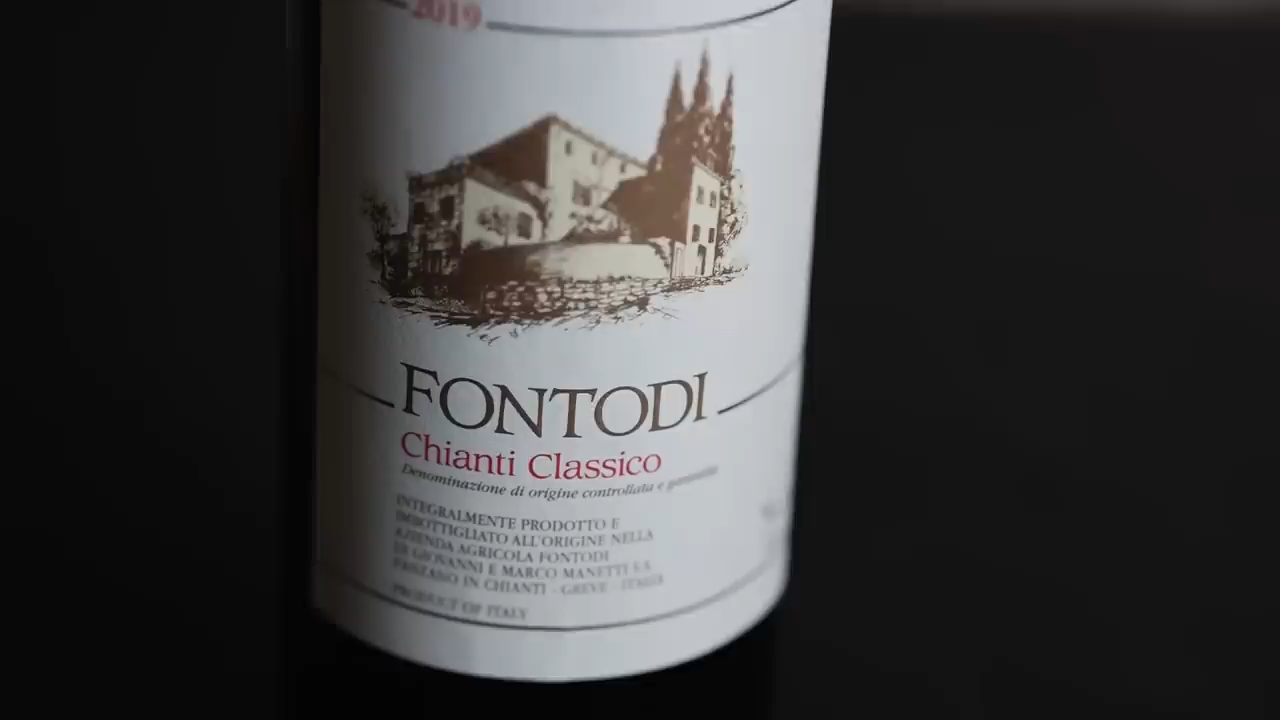 2019
FONTODI
Chianti Classico
Denominazione di origine controllata e garantita
INTEGRALMENTE PRODOTTO E
IMBOTTIGLIATO ALL'ORIGINE NELLA
AZIENDA AGRICOLA FONTODI
DI GIOVANNI E MARCO MANETTI S.S.
PANZANO IN CHIANTI - GREVE - ITALIA
PRODUCT OF ITALY